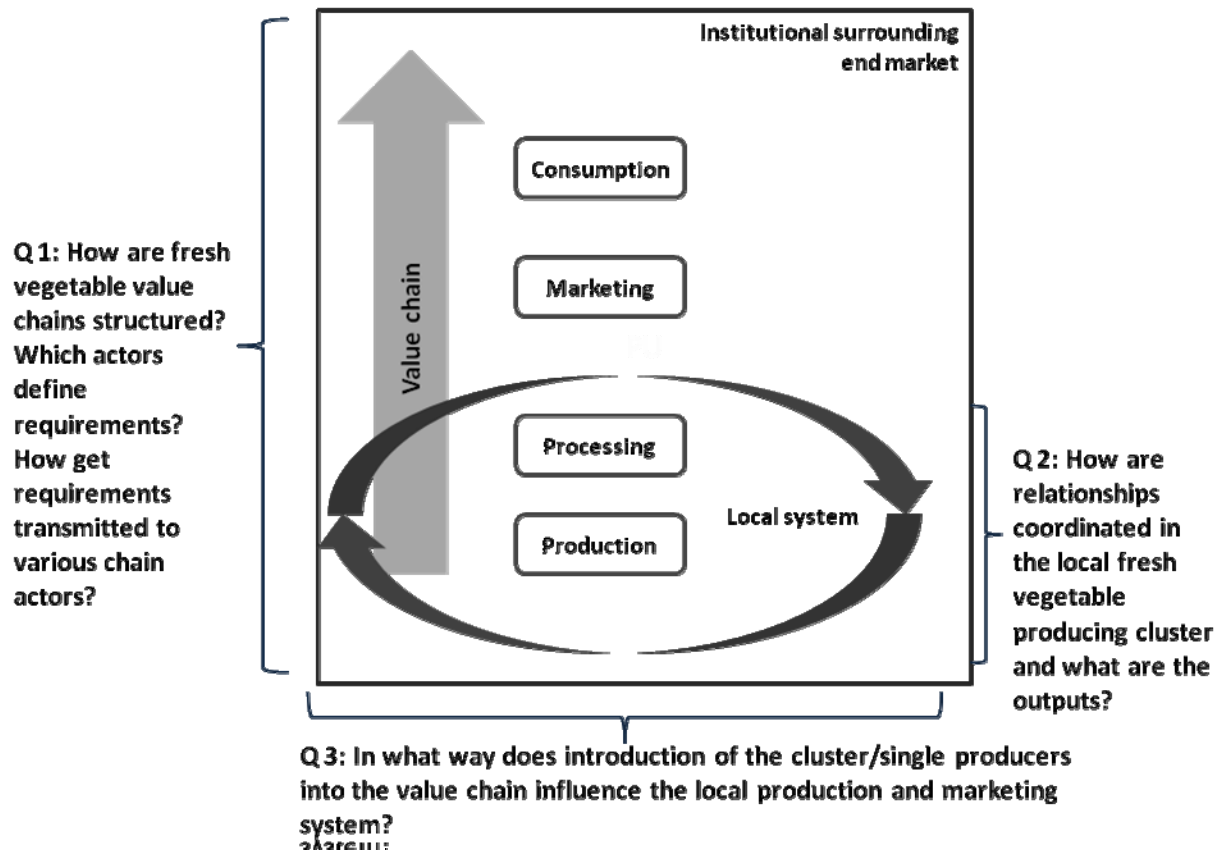 Institutional surrounding
end market
Consumption
Marketing
Value chain
Processing
Local system
Production
Q 1: How are fresh
vegetable value
chains structured?
Which actors
define
requirements?
How get
requirements
transmitted to
various chain
actors?
Q 2: How are
relationships
coordinated in
the local fresh
vegetable
producing cluster
and what are the
outputs?
Q 3: In what way does introduction of the cluster/single producers
into the value chain influence the local production and marketing
system?